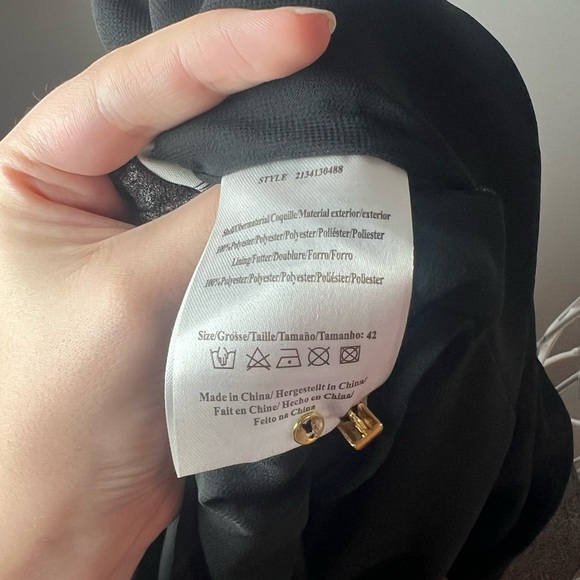 STYLE 2134130488
Shell/Obermaterial Coquille/Material exterior/exterior
100%Polyester/Polyester/Polyester/Poliéster/Poliester
Lining/Futter/Doublure/Forro/Forro
100%Polyester/Polyester/Polyester/Poliéster/Poliester
Size/Grösse/Taille/Tamaño/Tamanho: 42
Made in China/ Hergestellt in China/
Fait en Chine/ Hecho en China/
Feito na China